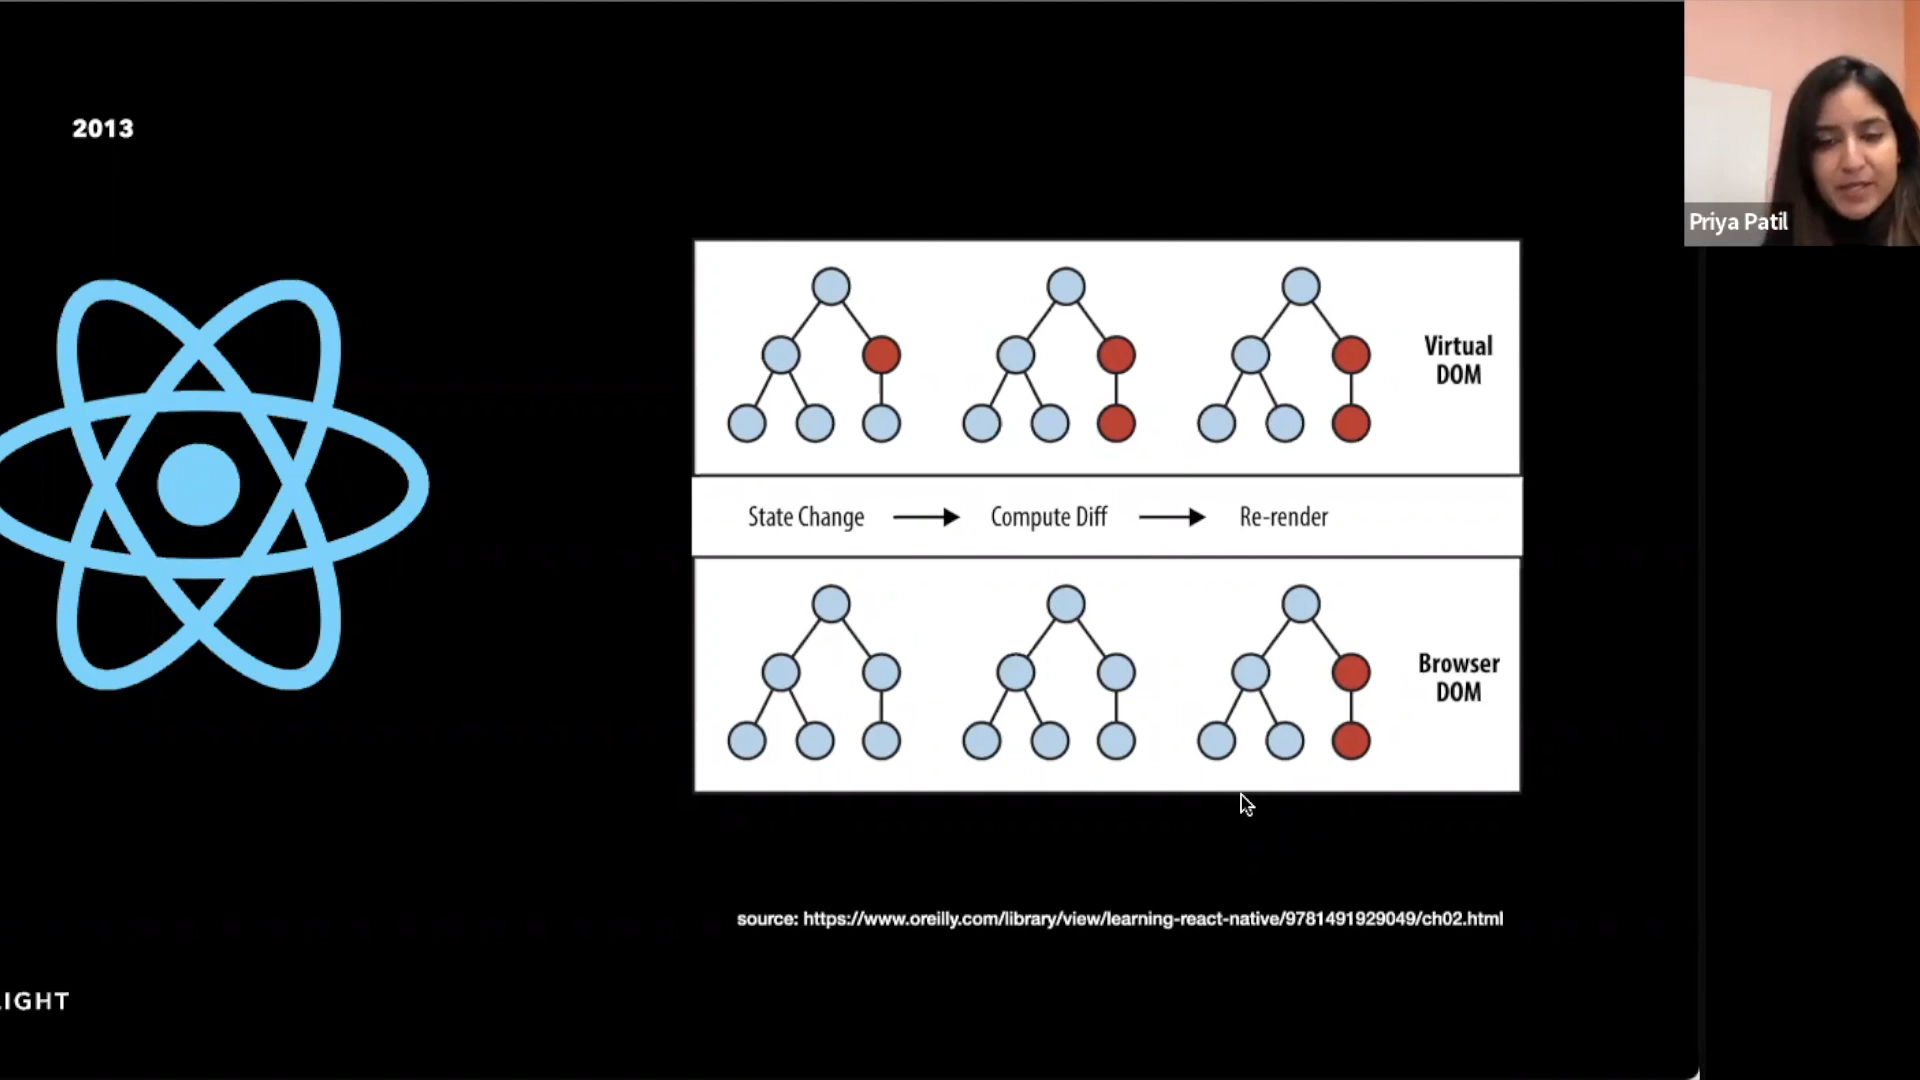 2013
Priya Patil
Virtual
DOM
State Change
Compute Diff
Re-render
Browser
DOM
source: https://www.oreilly.com/library/view/learning-react-native/9781491929049/ch02.html
LIGHT